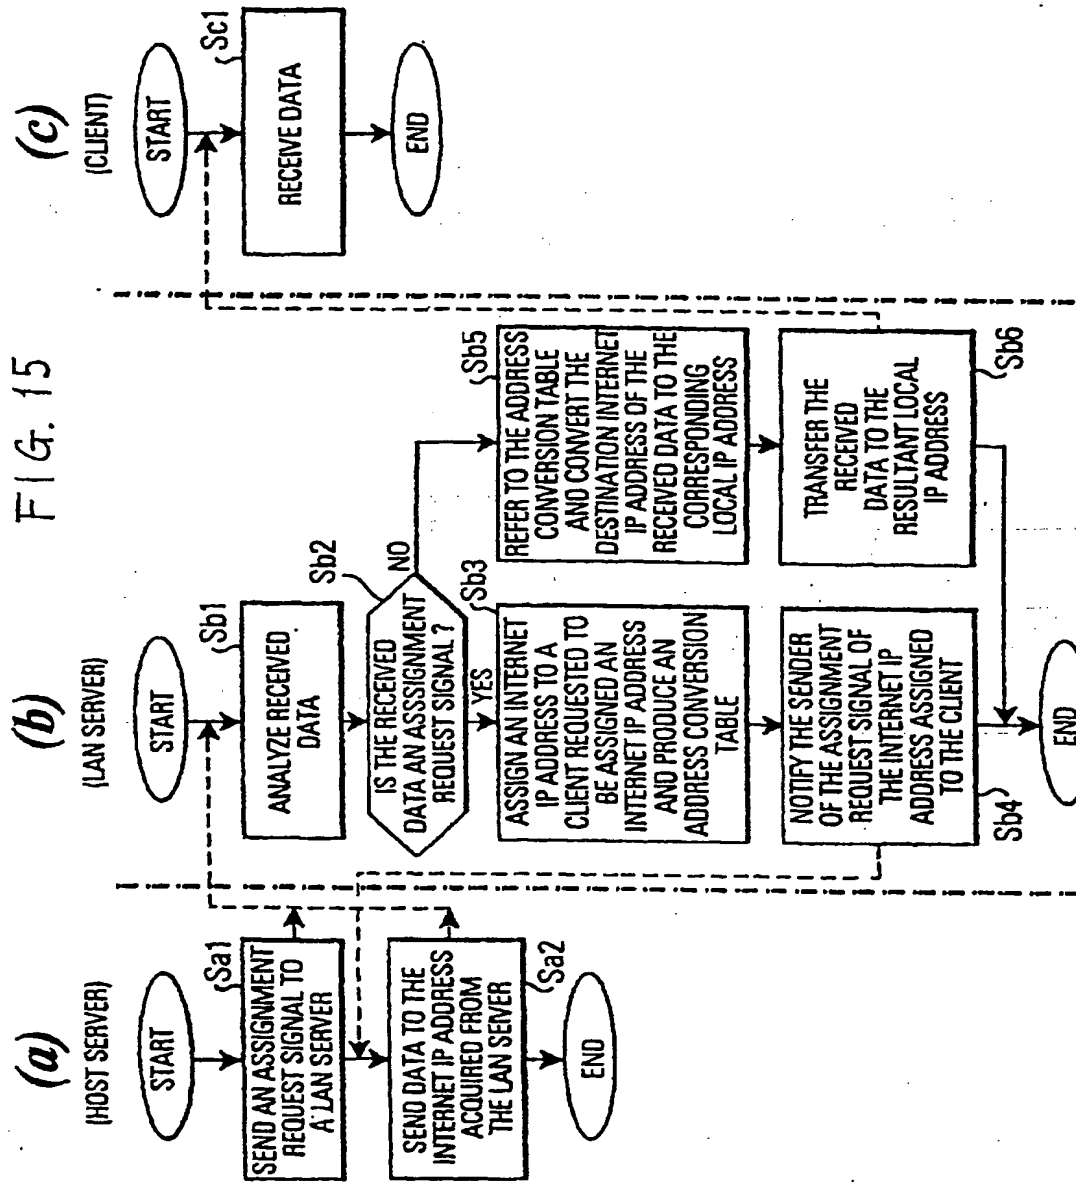 FIG. 15
(a)
(HOST SERVER)
START
Sa1
SEND AN ASSIGNMENT
REQUEST SIGNAL TO
A LAN SERVER
SEND DATA TO THE
INTERNET IP ADDRESS
ACQUIRED FROM
THE LAN SERVER
Sa2
END
(b)
(LAN SERVER)
START
Sb1
ANALYZE RECEIVED
DATA
Sb2
IS THE RECEIVED
DATA AN ASSIGNMENT
REQUEST SIGNAL?
NO
YES
Sb3
ASSIGN AN INTERNET
IP ADDRESS TO A
CLIENT REQUESTED TO
BE ASSIGNED AN
INTERNET IP ADDRESS
AND PRODUCE AN
ADDRESS CONVERSION
TABLE
NOTIFY THE SENDER
OF THE ASSIGNMENT
REQUEST SIGNAL OF
THE INTERNET IP
ADDRESS ASSIGNED
TO THE CLIENT
Sb4
Sb5
REFER TO THE ADDRESS
CONVERSION TABLE
AND CONVERT THE
DESTINATION INTERNET
IP ADDRESS OF THE
RECEIVED DATA TO THE
CORRESPONDING
LOCAL IP ADDRESS
TRANSFER THE
RECEIVED
DATA TO THE
RESULTANT LOCAL
IP ADDRESS
Sb6
END
(c)
(CLIENT)
START
Sc1
RECEIVE DATA
END